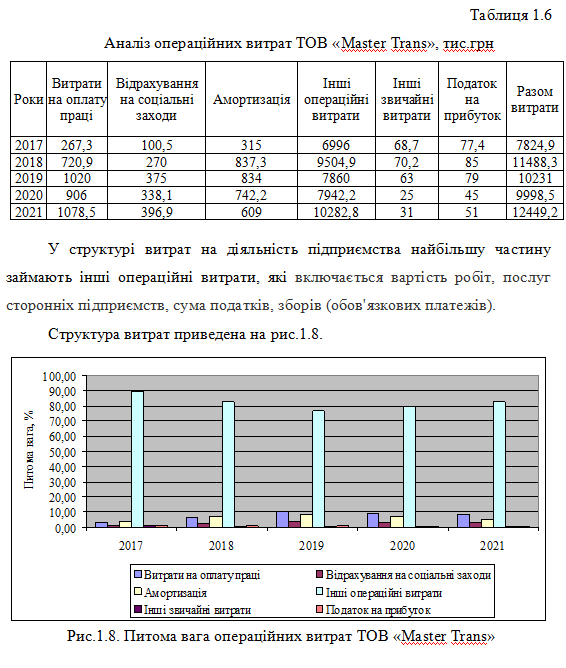 Таблиця 1.6
Аналіз операційних витрат ТОВ «Master Trans», тис.грн
Роки Витрати на оплату праці Відрахування на соціальні заходи Амортизація Інші операційні витрати Інші звичайні витрати Податок на прибуток Разом витрати
2017 267,3 100,5 315 6996 68,7 77,4 7824,9
2018 720,9 270 837,3 9504,9 70,2 85 11488,3
2019 1020 375 834 7860 63 79 10231
2020 906 338,1 742,2 7942,2 25 45 9998,5
2021 1078,5 396,9 609 10282,8 31 51 12449,2
У структурі витрат на діяльність підприємства найбільшу частину
займають інші операційні витрати, які включається вартість робіт, послуг
сторонніх підприємств, сума податків, зборів (обов'язкових платежів).
Структура витрат приведена на рис.1.8.
Питома вага, %
100,00
90,00
80,00
70,00
60,00
50,00
40,00
30,00
20,00
10,00
0,00
2017 2018 2019 2020 2021
Витрати на оплату праці Відрахування на соціальні заходи
Амортизація Інші операційні витрати
Інші звичайні витрати Податок на прибуток
Рис.1.8. Питома вага операційних витрат ТОВ «Master Trans»